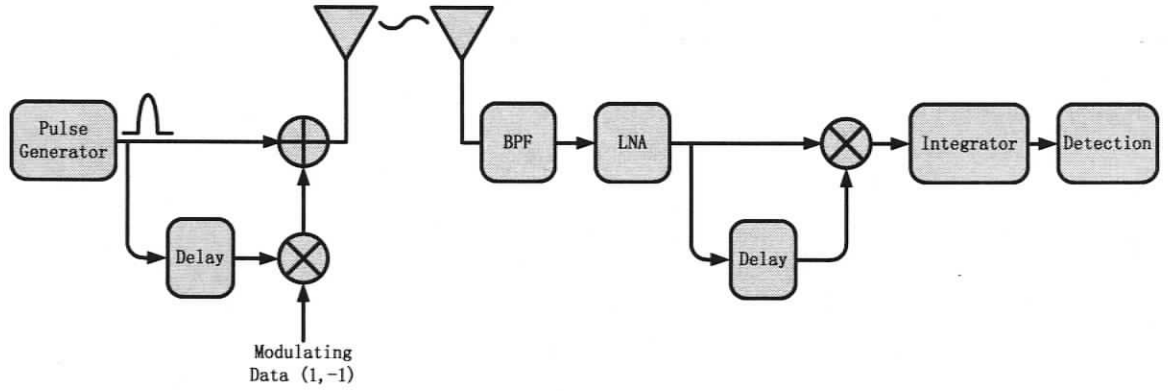 Pulse
Generator
BPF
LNA
Integrator
Detection
Delay
Delay
Modulating
Data (1,-1)